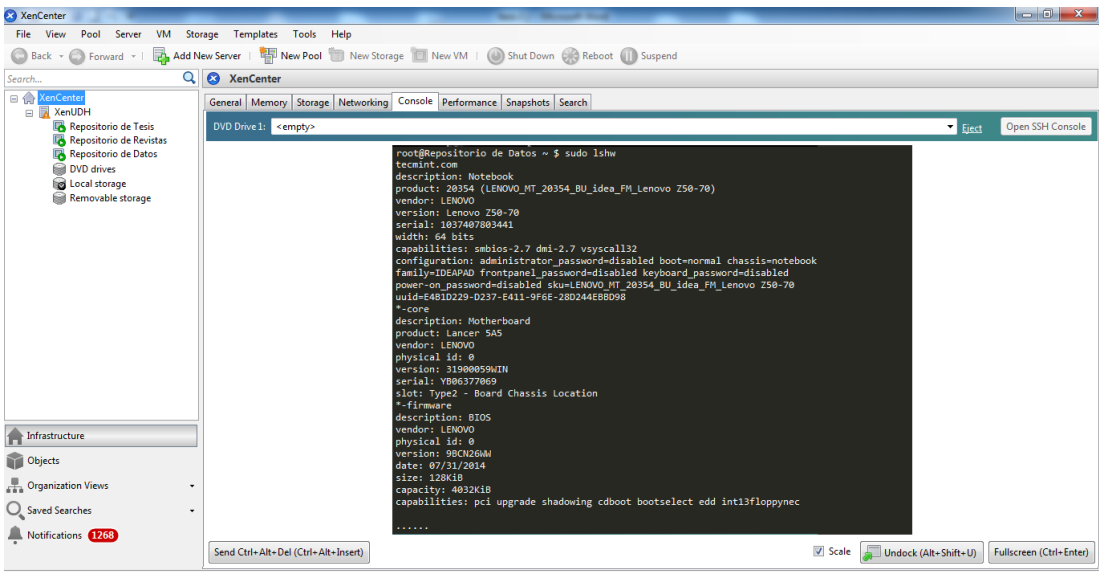 XenCenter
File View Pool Server VM Storage Templates Tools Help
Back Forward Add New Server New Pool New Storage New VM Shut Down Reboot Suspend
Search...
XenCenter
XenUDH
Repositorio de Tesis
Repositorio de Revistas
Repositorio de Datos
DVD drives
Local storage
Removable storage
Infrastructure
Objects
Organization Views
Saved Searches
Notifications 1268
XenCenter
General Memory Storage Networking Console Performance Snapshots Search
DVD Drive 1: <empty> Eject Open SSH Console
root@Repositorio de Datos ~ $ sudo lshw
tecmint.com
description: Notebook
product: 20354 (LENOVO_MT_20354_BU_idea_FM_Lenovo Z50-70)
vendor: LENOVO
version: Lenovo Z50-70
serial: 1037407803441
width: 64 bits
capabilities: smbios-2.7 dmi-2.7 vsyscall32
configuration: administrator_password=disabled boot=normal chassis=notebook
family=IDEAPAD frontpanel_password=disabled keyboard_password=disabled
power-on_password=disabled sku=LENOVO_MT_20354_BU_idea_FM_Lenovo Z50-70
uuid=E4B1D229-D237-E411-9F6E-28D244EBBD98
*-core
description: Motherboard
product: Lancer 5A5
vendor: LENOVO
physical id: 0
version: 31900059WIN
serial: YB06377069
slot: Type2 - Board Chassis Location
*-firmware
description: BIOS
vendor: LENOVO
physical id: 0
version: 9BCN26WW
date: 07/31/2014
size: 128KiB
capacity: 4032KiB
capabilities: pci upgrade shadowing cdboot bootselect edd int13floppynec
......
Send Ctrl+Alt+Del (Ctrl+Alt+Insert) Scale Undock (Alt+Shift+U) Fullscreen (Ctrl+Enter)